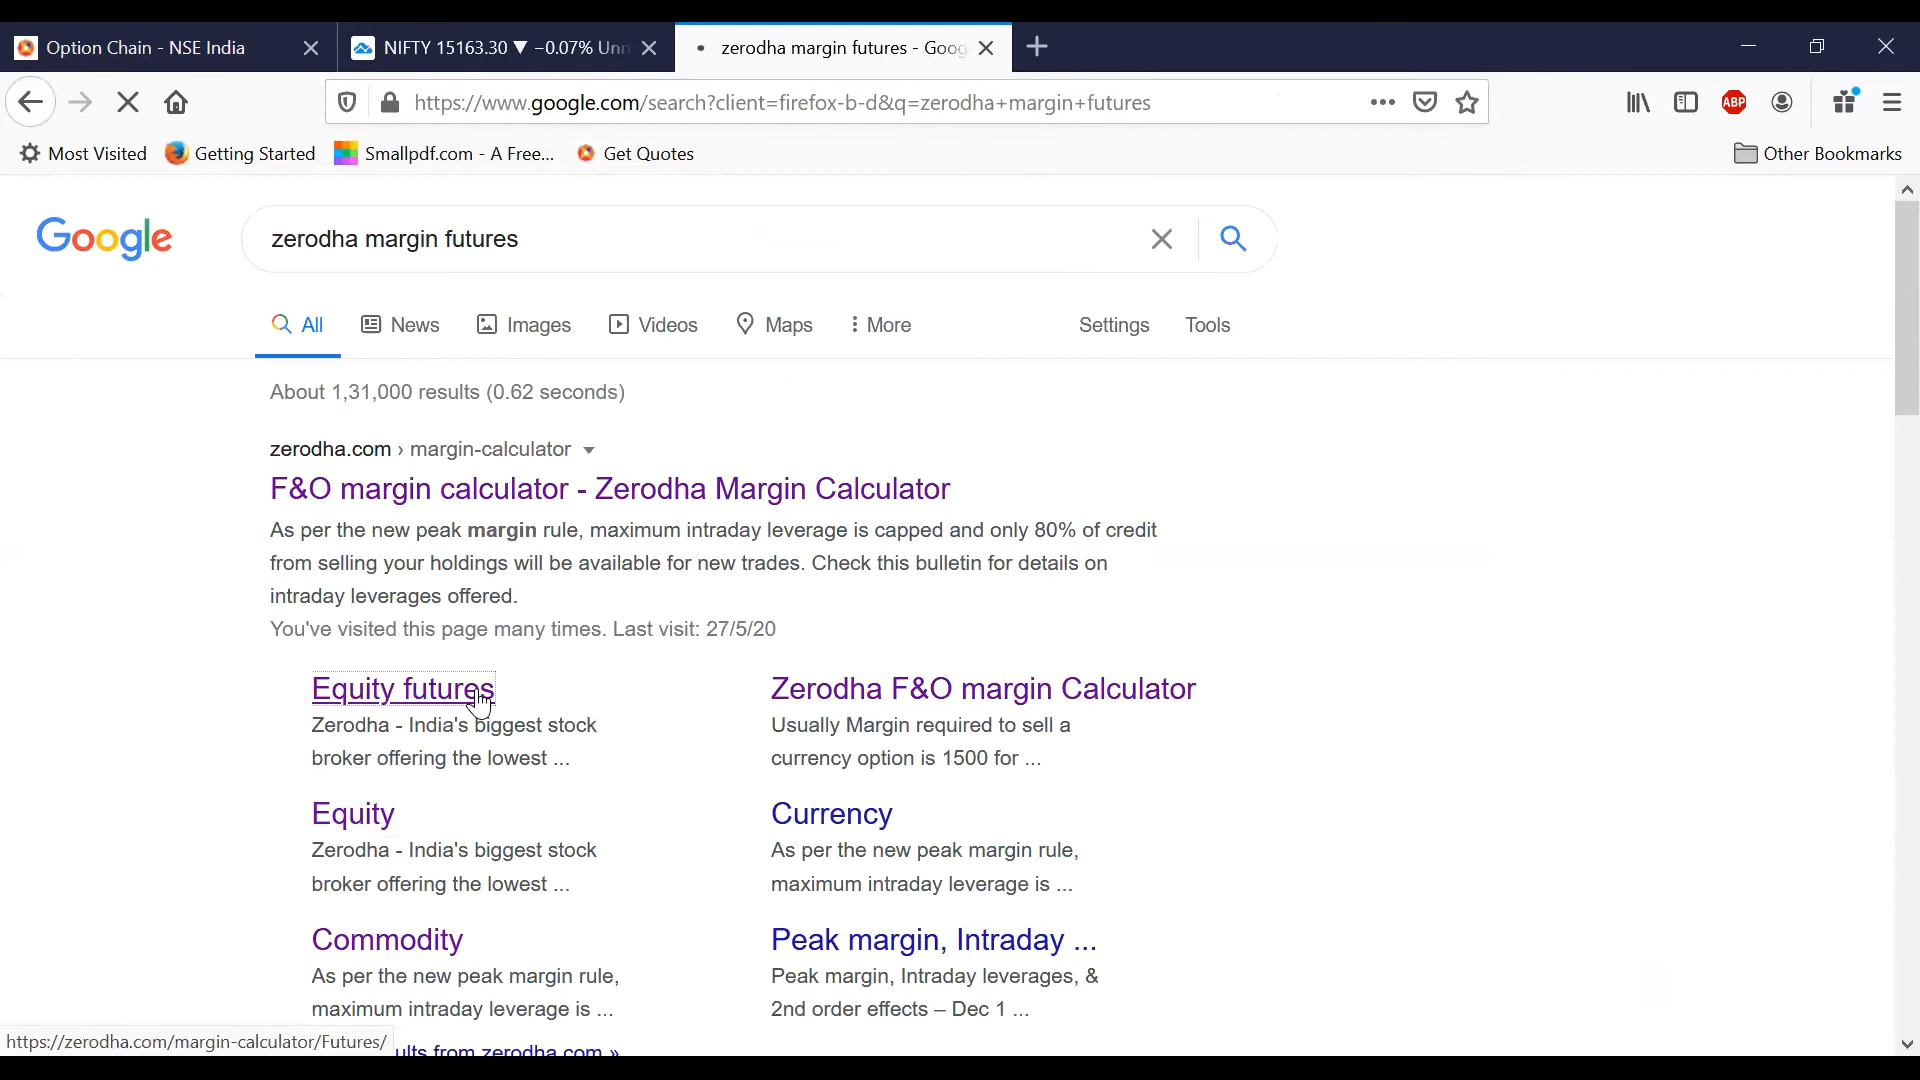 Option Chain - NSE India
NIFTY 15163.30 ▼ −0.07% Unn
zerodha margin futures - Goog
https://www.google.com/search?client=firefox-b-d&q=zerodha+margin+futures
ABP
Most Visited
Getting Started
Smallpdf.com - A Free...
Get Quotes
Other Bookmarks
Google
zerodha margin futures
All
News
Images
Videos
Maps
More
Settings
Tools
About 1,31,000 results (0.62 seconds)
zerodha.com › margin-calculator
F&O margin calculator - Zerodha Margin Calculator
As per the new peak margin rule, maximum intraday leverage is capped and only 80% of credit
from selling your holdings will be available for new trades. Check this bulletin for details on
intraday leverages offered.
You've visited this page many times. Last visit: 27/5/20
Equity futures
Zerodha - India's biggest stock
broker offering the lowest ...
Zerodha F&O margin Calculator
Usually Margin required to sell a
currency option is 1500 for ...
Equity
Zerodha - India's biggest stock
broker offering the lowest ...
Currency
As per the new peak margin rule,
maximum intraday leverage is ...
Commodity
As per the new peak margin rule,
maximum intraday leverage is ...
Peak margin, Intraday ...
Peak margin, Intraday leverages, &
2nd order effects – Dec 1 ...
ults from zerodha.com »
https://zerodha.com/margin-calculator/Futures/